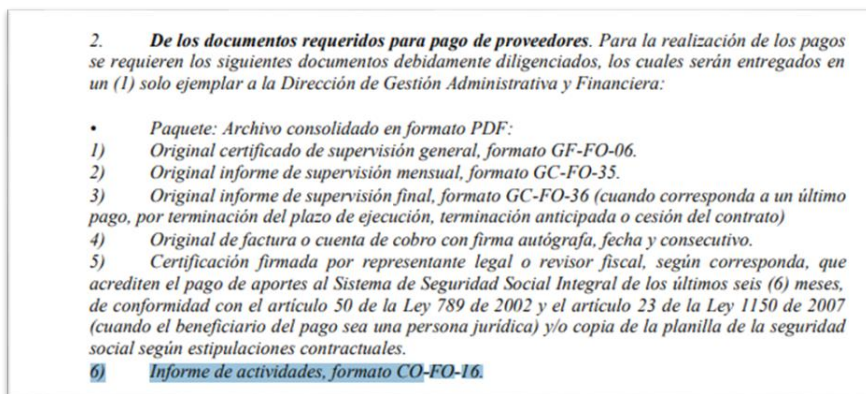 2. De los documentos requeridos para pago de proveedores. Para la realización de los pagos
se requieren los siguientes documentos debidamente diligenciados, los cuales serán entregados en
un (1) solo ejemplar a la Dirección de Gestión Administrativa y Financiera:
• Paquete: Archivo consolidado en formato PDF:
1) Original certificado de supervisión general, formato GF-FO-06.
2) Original informe de supervisión mensual, formato GC-FO-35.
3) Original informe de supervisión final, formato GC-FO-36 (cuando corresponda a un último
pago, por terminación del plazo de ejecución, terminación anticipada o cesión del contrato)
4) Original de factura o cuenta de cobro con firma autógrafa, fecha y consecutivo.
5) Certificación firmada por representante legal o revisor fiscal, según corresponda, que
acrediten el pago de aportes al Sistema de Seguridad Social Integral de los últimos seis (6) meses,
de conformidad con el artículo 50 de la Ley 789 de 2002 y el artículo 23 de la Ley 1150 de 2007
(cuando el beneficiario del pago sea una persona jurídica) y/o copia de la planilla de la seguridad
social según estipulaciones contractuales.
6) Informe de actividades, formato CO-FO-16.